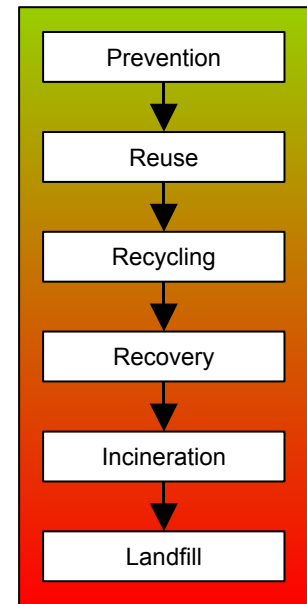 Prevention
Reuse
Recycling
Recovery
Incineration
Landfill